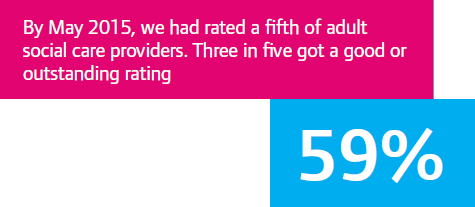 By May 2015, we had rated a fifth of adult
social care providers. Three in five got a good or
outstanding rating
59%